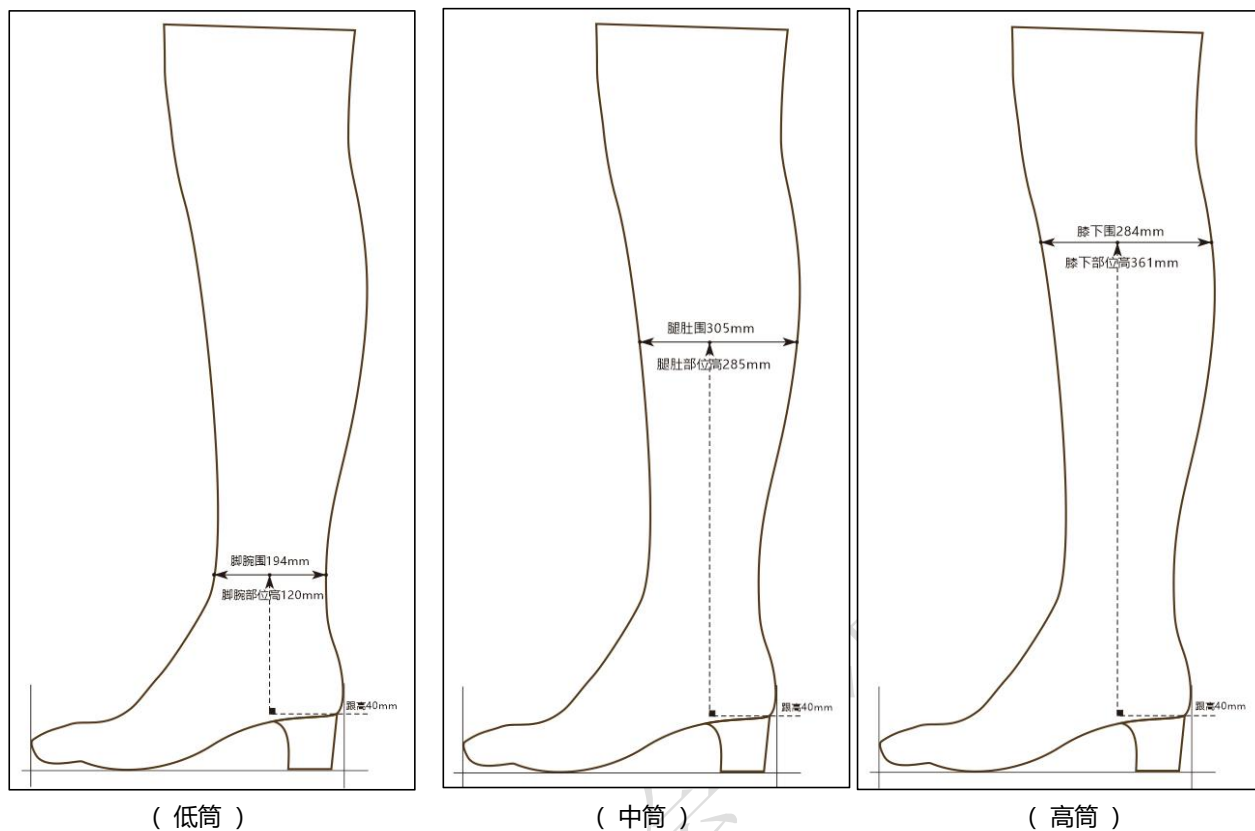 脚腕围194mm
脚腕部位高120mm
跟高40mm
( 低筒 )
腿肚围305mm
腿肚部位高285mm
跟高40mm
( 中筒 )
膝下围284mm
膝下部位高361mm
跟高40mm
( 高筒 )